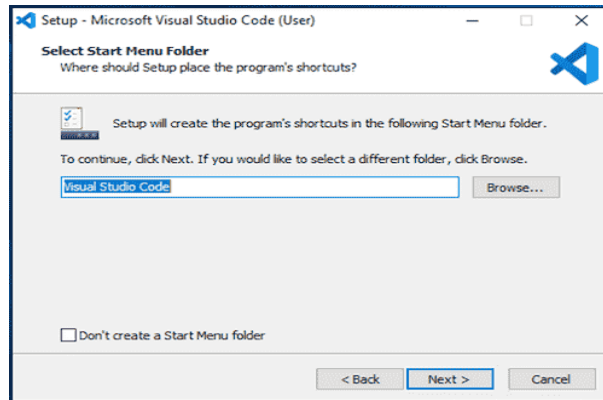 Setup - Microsoft Visual Studio Code (User)
Select Start Menu Folder
Where should Setup place the program's shortcuts?
Setup will create the program's shortcuts in the following Start Menu folder.
To continue, click Next. If you would like to select a different folder, click Browse.
Visual Studio Code
Browse...
Don't create a Start Menu folder
< Back
Next >
Cancel